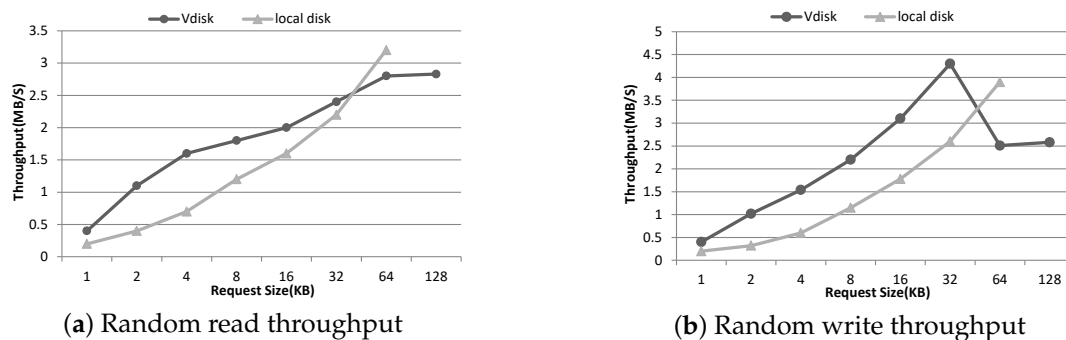 Vdisk local disk
3.5
3
2.5
2
1.5
1
0.5
0
Throughput(MB/S)
1 2 4 8 16 32 64 128
Request Size(KB)
(a) Random read throughput
Vdisk local disk
5
4.5
4
3.5
3
2.5
2
1.5
1
0.5
0
Throughput(MB/S)
1 2 4 8 16 32 64 128
Request Size(KB)
(b) Random write throughput